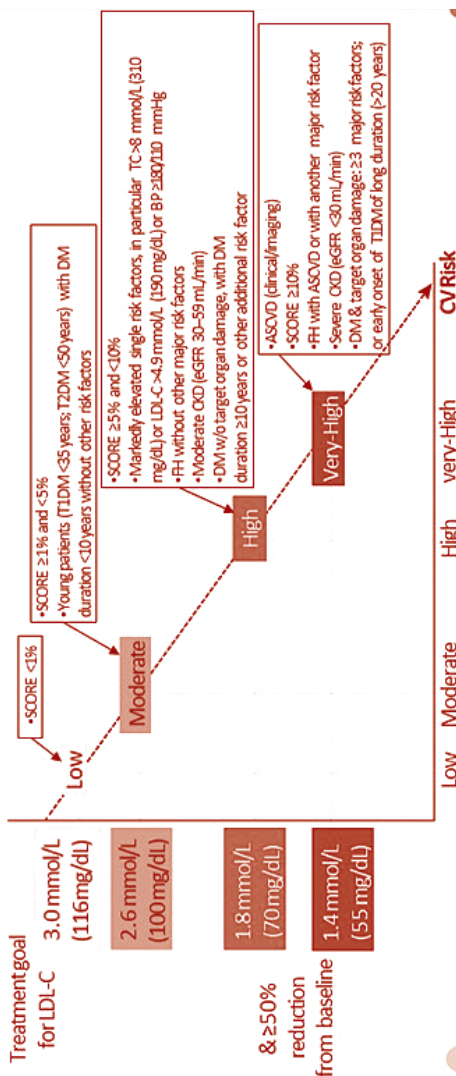 Treatment goal
for LDL-C
3.0 mmol/L
(116 mg/dL)
2.6 mmol/L
(100 mg/dL)
1.8 mmol/L
(70 mg/dL)
1.4 mmol/L
(55 mg/dL)
& ≥50%
reduction
from baseline
Low
•SCORE <1%
Moderate
•SCORE ≥1% and <5%
•Young patients (T1DM <35 years; T2DM <50 years) with DM
duration <10 years without other risk factors
High
•SCORE ≥5% and <10%
•Markedly elevated single risk factors, in particular TC >8 mmol/L (310
mg/dL) or LDL-C >4.9 mmol/L (190 mg/dL) or BP ≥180/110 mmHg
•FH without other major risk factors
•Moderate CKD (eGFR 30–59 mL/min)
•DM w/o target organ damage, with DM
duration ≥10 years or other additional risk factor
Very-High
•ASCVD (clinical/imaging)
•SCORE ≥10%
•FH with ASCVD or with another major risk factor
•Severe CKD (eGFR <30 mL/min)
•DM & target organ damage: ≥3 major risk factors;
or early onset of T1DM of long duration (>20 years)
Low
Moderate
High
very-High
CV Risk